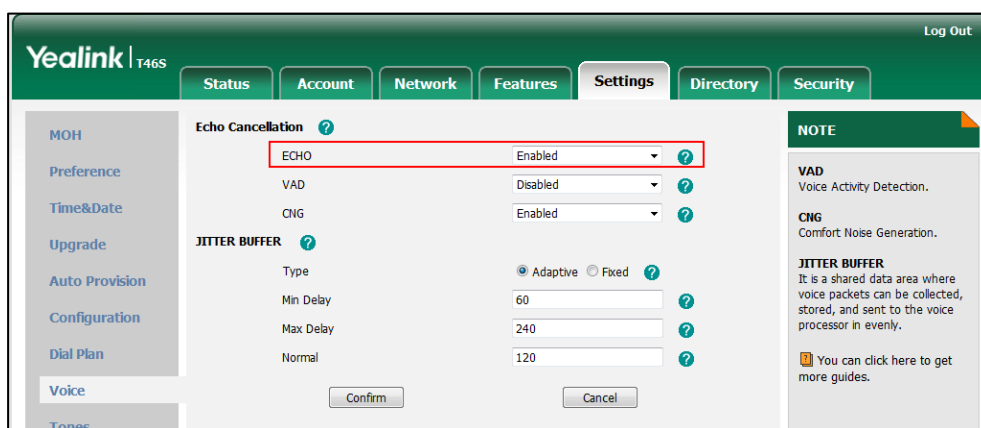 Log Out
Yealink | T46S
Status Account Network Features Settings Directory Security
MOH
Preference
Time&Date
Upgrade
Auto Provision
Configuration
Dial Plan
Voice
Tones
Echo Cancellation ?
ECHO Enabled ?
VAD Disabled ?
CNG Enabled ?
JITTER BUFFER ?
Type Adaptive Fixed ?
Min Delay 60 ?
Max Delay 240 ?
Normal 120 ?
Confirm Cancel
NOTE
VAD
Voice Activity Detection.
CNG
Comfort Noise Generation.
JITTER BUFFER
It is a shared data area where
voice packets can be collected,
stored, and sent to the voice
processor in evenly.
? You can click here to get
more guides.